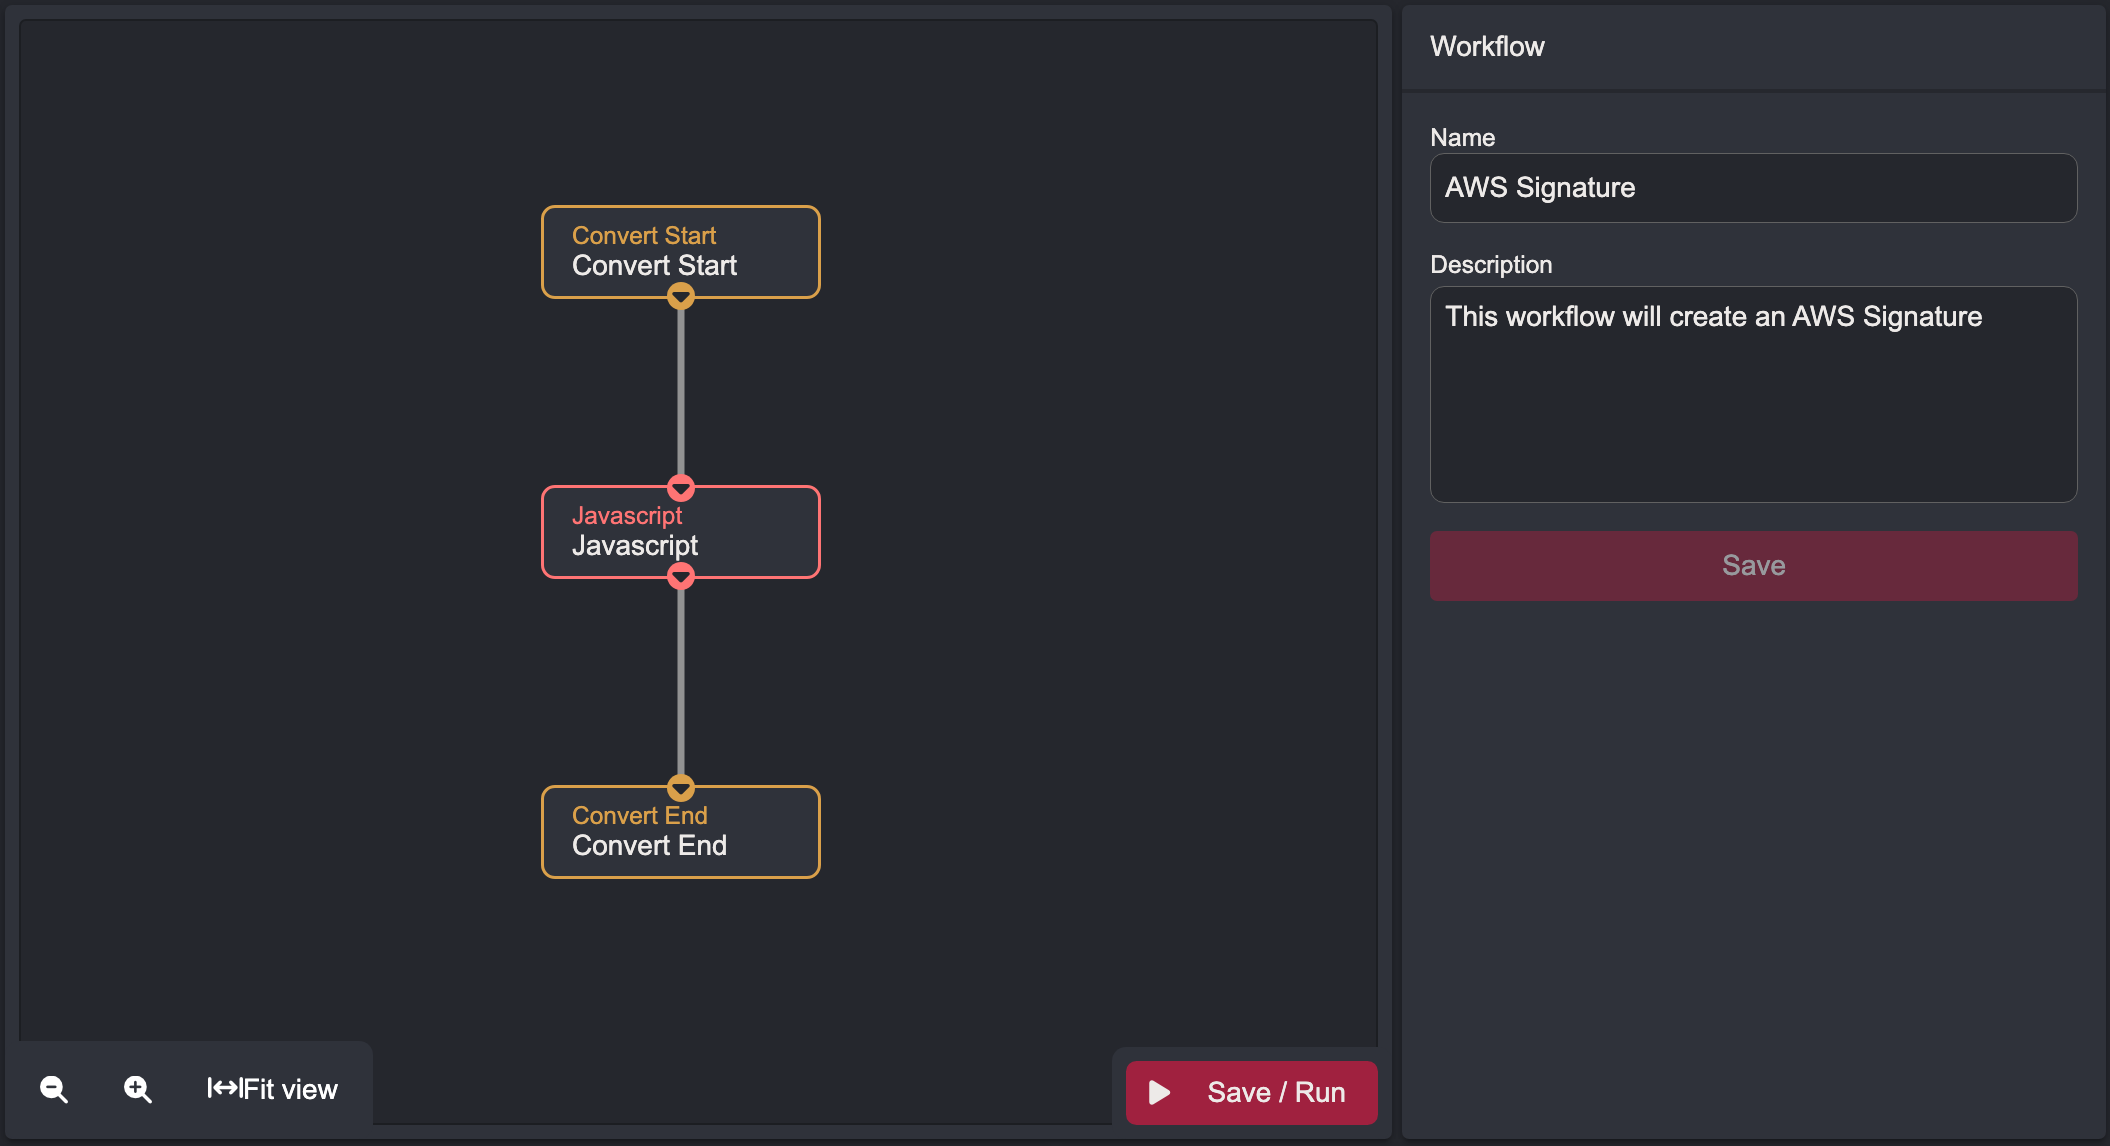 Convert Start
Convert Start
Javascript
Javascript
Convert End
Convert End
Fit view
Save / Run
Workflow
Name
AWS Signature
Description
This workflow will create an AWS Signature
Save